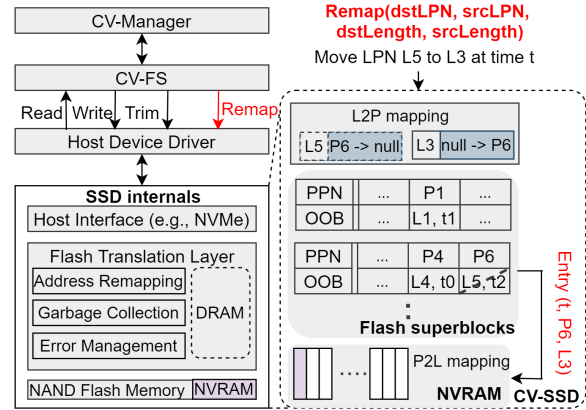 CV-Manager
CV-FS
Read
Write
Trim
Remap
Host Device Driver
SSD internals
Host Interface (e.g., NVMe)
Flash Translation Layer
Address Remapping
Garbage Collection
Error Management
DRAM
NAND Flash Memory
NVRAM
Remap(dstLPN, srcLPN,
dstLength, srcLength)
Move LPN L5 to L3 at time t
L2P mapping
L5 P6 -> null
L3 null -> P6
PPN ... P1 ...
OOB ... L1, t1 ...
PPN ... P4 P6
OOB ... L4, t0 L5, t2
Flash superblocks
Entry (t, P6, L3)
P2L mapping
NVRAM
CV-SSD